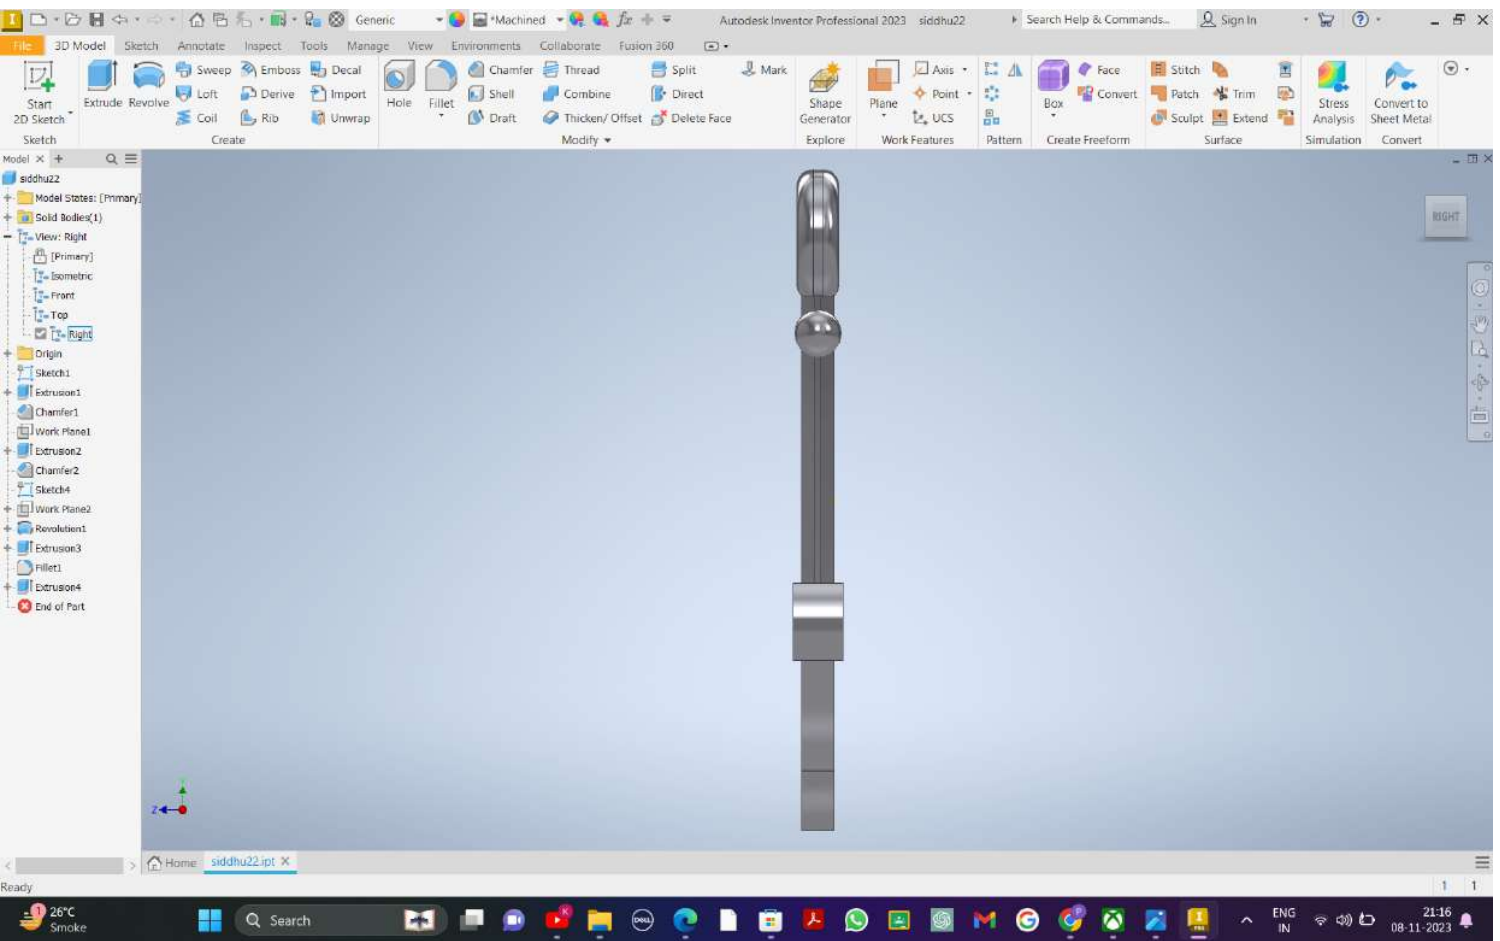 Generic
*Machined
fx
Autodesk Inventor Professional 2023 siddhu22
Search Help & Commands...
Sign In
File 3D Model Sketch Annotate Inspect Tools Manage View Environments Collaborate Fusion 360
Start
2D Sketch
Extrude Revolve
Sweep Emboss Decal
Loft Derive Import
Coil Rib Unwrap
Hole Fillet
Chamfer Thread Split
Shell Combine Direct
Draft Thicken/ Offset Delete Face
Mark
Shape
Generator
Plane
Axis
Point
UCS
Box
Face
Convert
Stitch
Patch Trim
Sculpt Extend
Stress
Analysis
Convert to
Sheet Metal
Sketch Create Modify Explore Work Features Pattern Create Freeform Surface Simulation Convert
Model
siddhu22
Model States: [Primary]
Solid Bodies(1)
View: Right
[Primary]
Isometric
Front
Top
Right
Origin
Sketch1
Extrusion1
Chamfer1
Work Plane1
Extrusion2
Chamfer2
Sketch4
Work Plane2
Revolution1
Extrusion3
Fillet1
Extrusion4
End of Part
RIGHT
Z
Home siddhu22.ipt
Ready
1 1
1
26°C
Smoke
Search
DELL
K
P
ENG
IN
21:16
08-11-2023